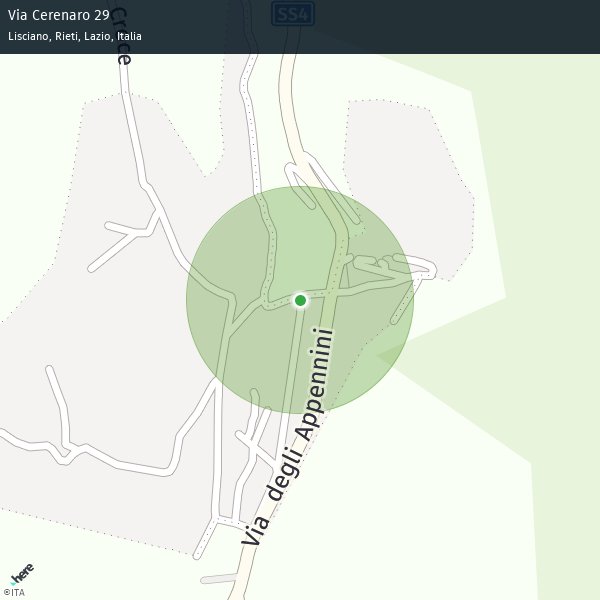 Via Cerenaro 29
Lisciano, Rieti, Lazio, Italia
SS4
Croce
Via degli Appennini
here
©ITA